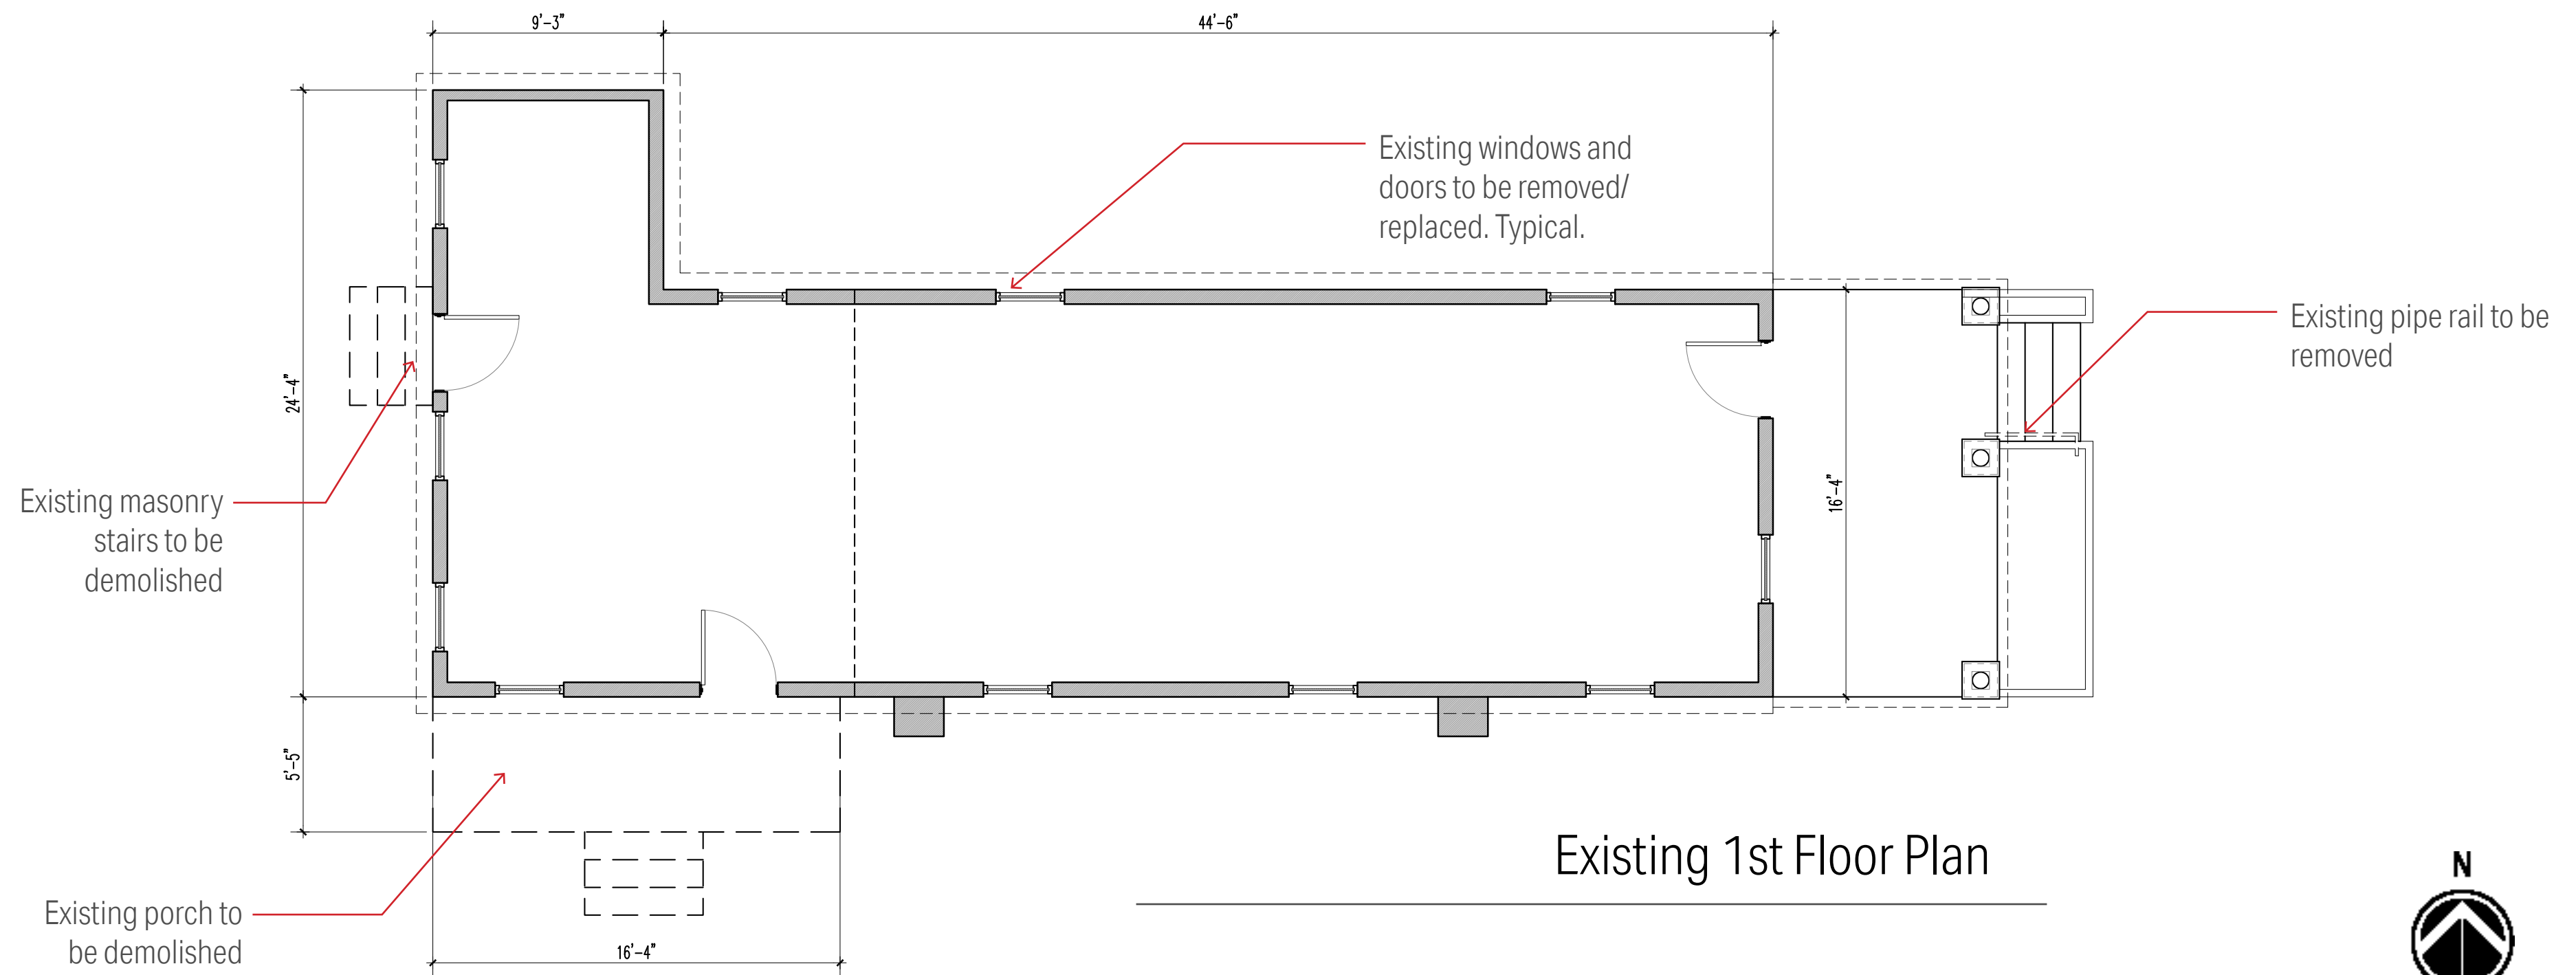 9'-3"
44'-6"
Existing windows and
doors to be removed/
replaced. Typical.
Existing pipe rail to be
removed
24'-4"
16'-4"
Existing masonry
stairs to be
demolished
5'-5"
Existing 1st Floor Plan
N
Existing porch to
be demolished
16'-4"